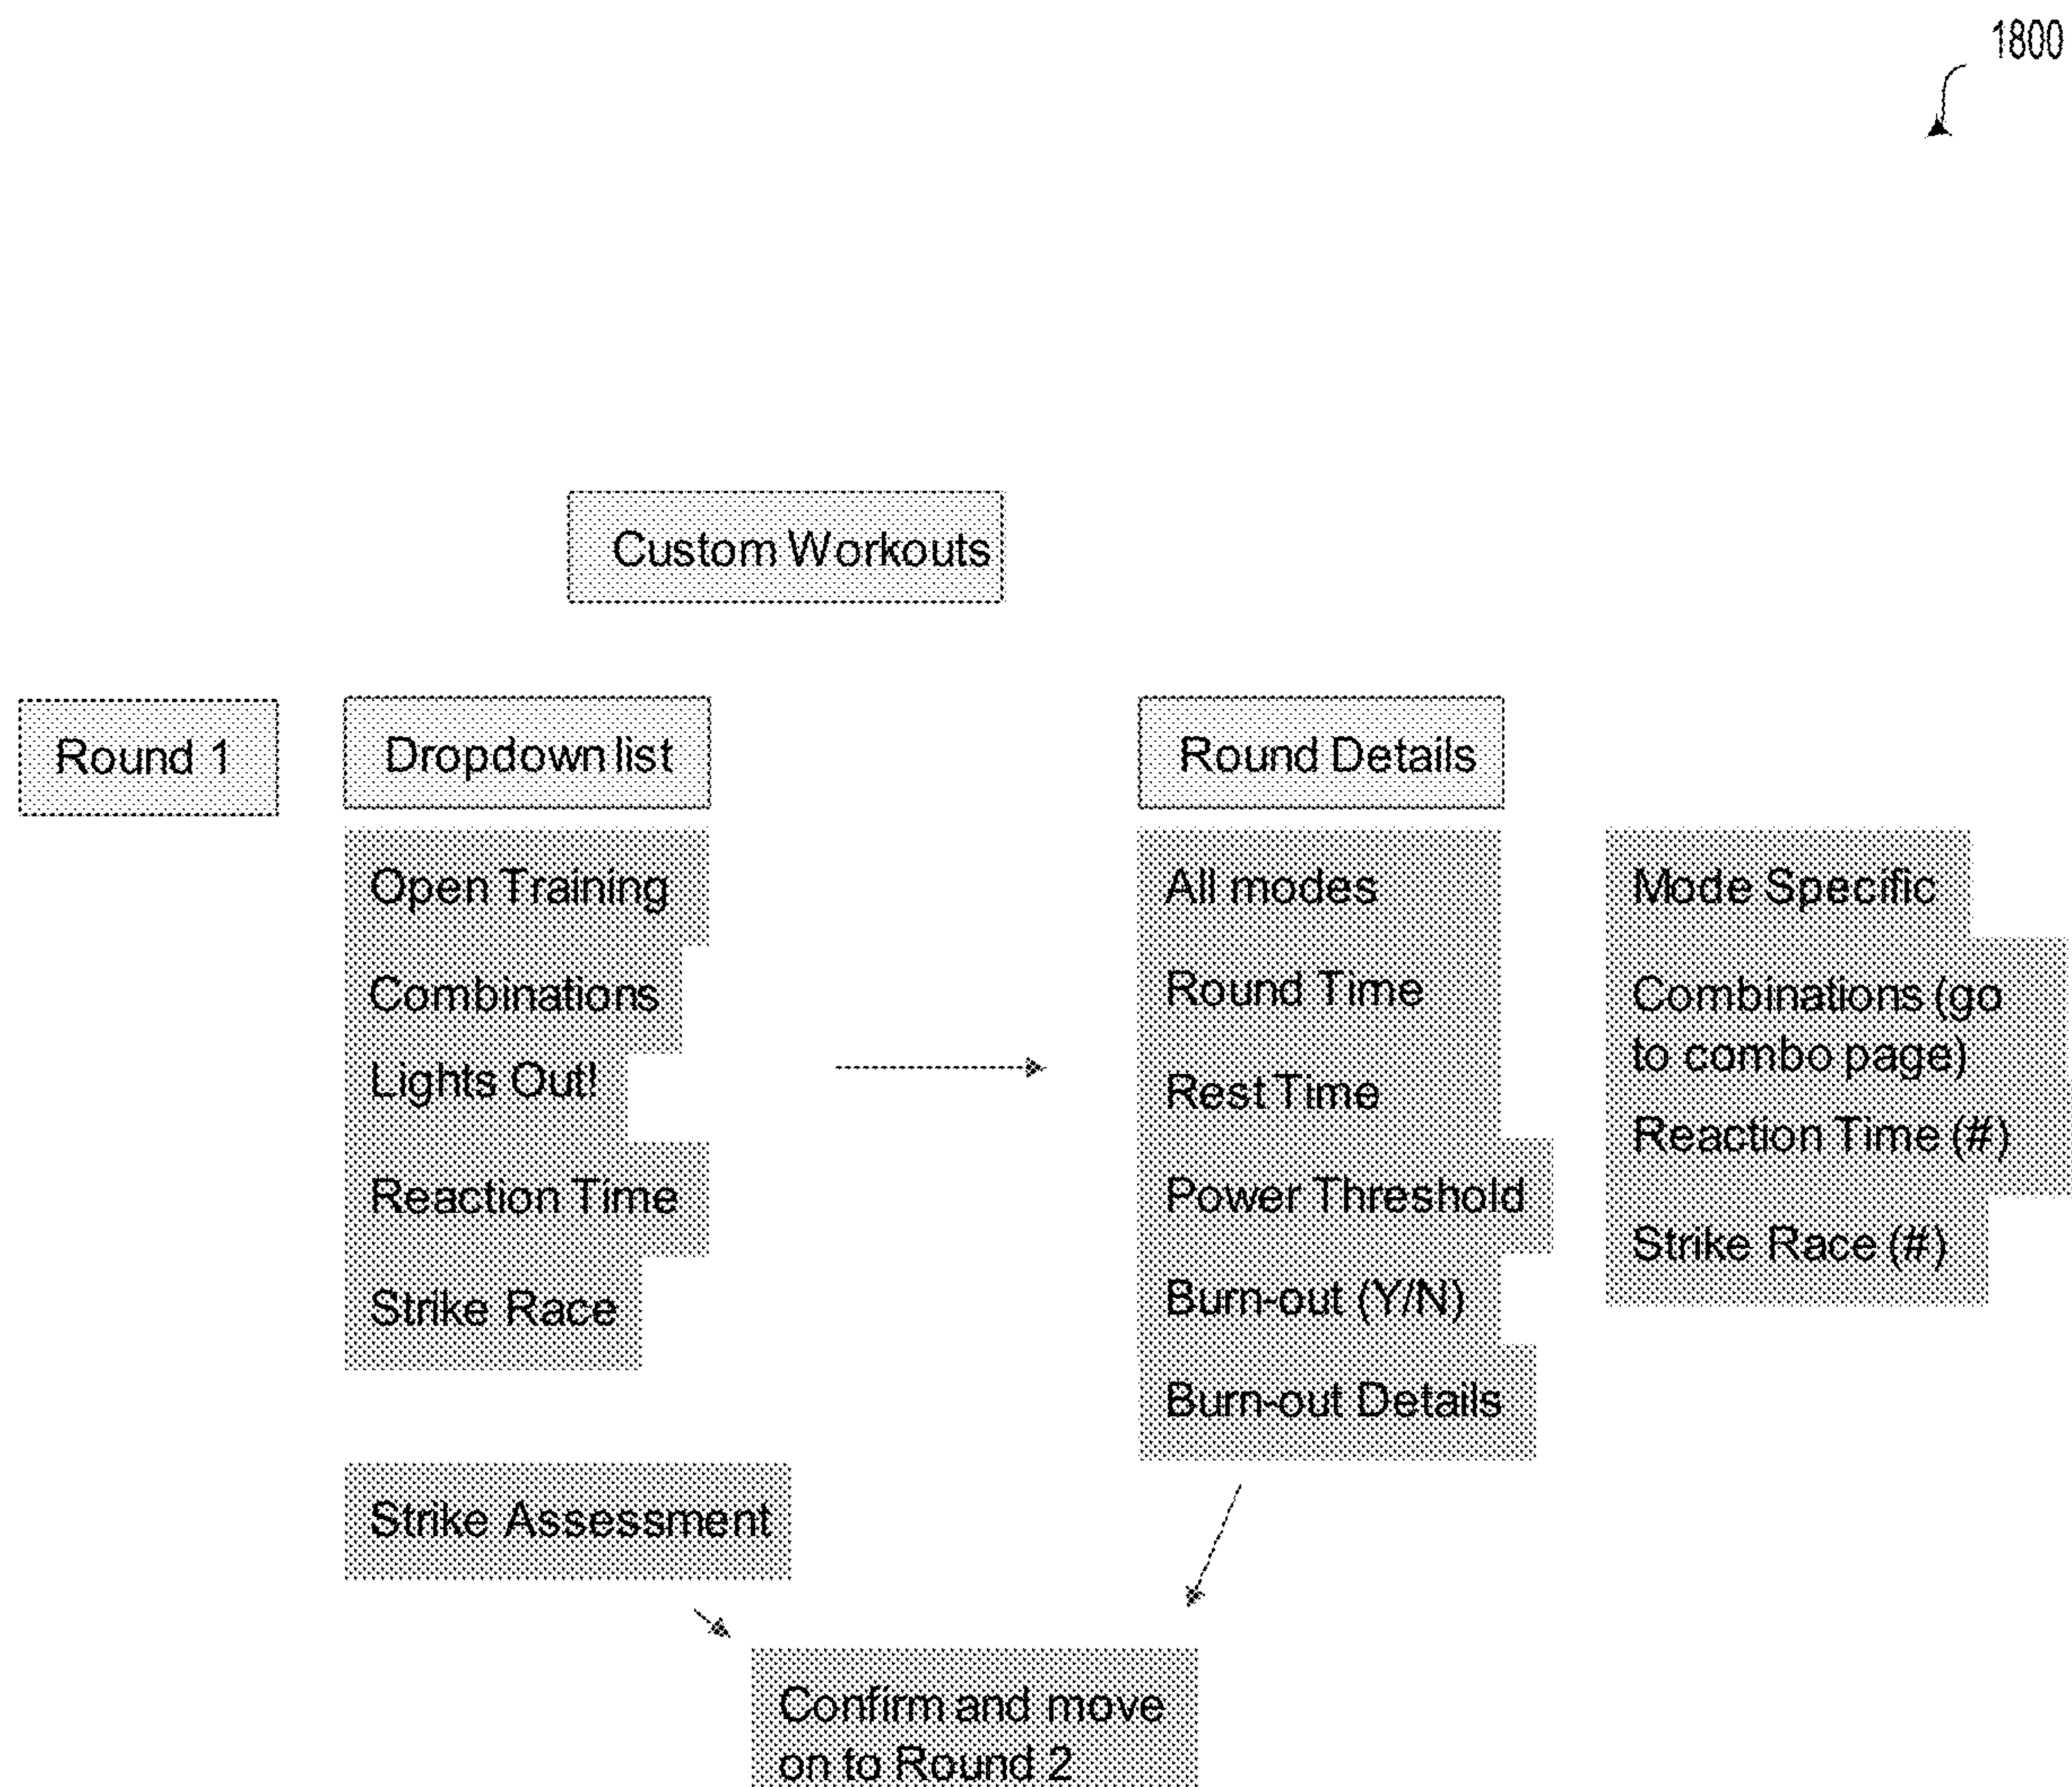 1800
Custom Workouts
Round 1
Dropdown list
Round Details
Open Training
Combinations
Lights Out!
Reaction Time
Strike Race
Strike Assessment
All modes
Round Time
Rest Time
Power Threshold
Burn-out (Y/N)
Burn-out Details
Mode Specific
Combinations (go
to combo page)
Reaction Time (#)
Strike Race (#)
Confirm and move
on to Round 2